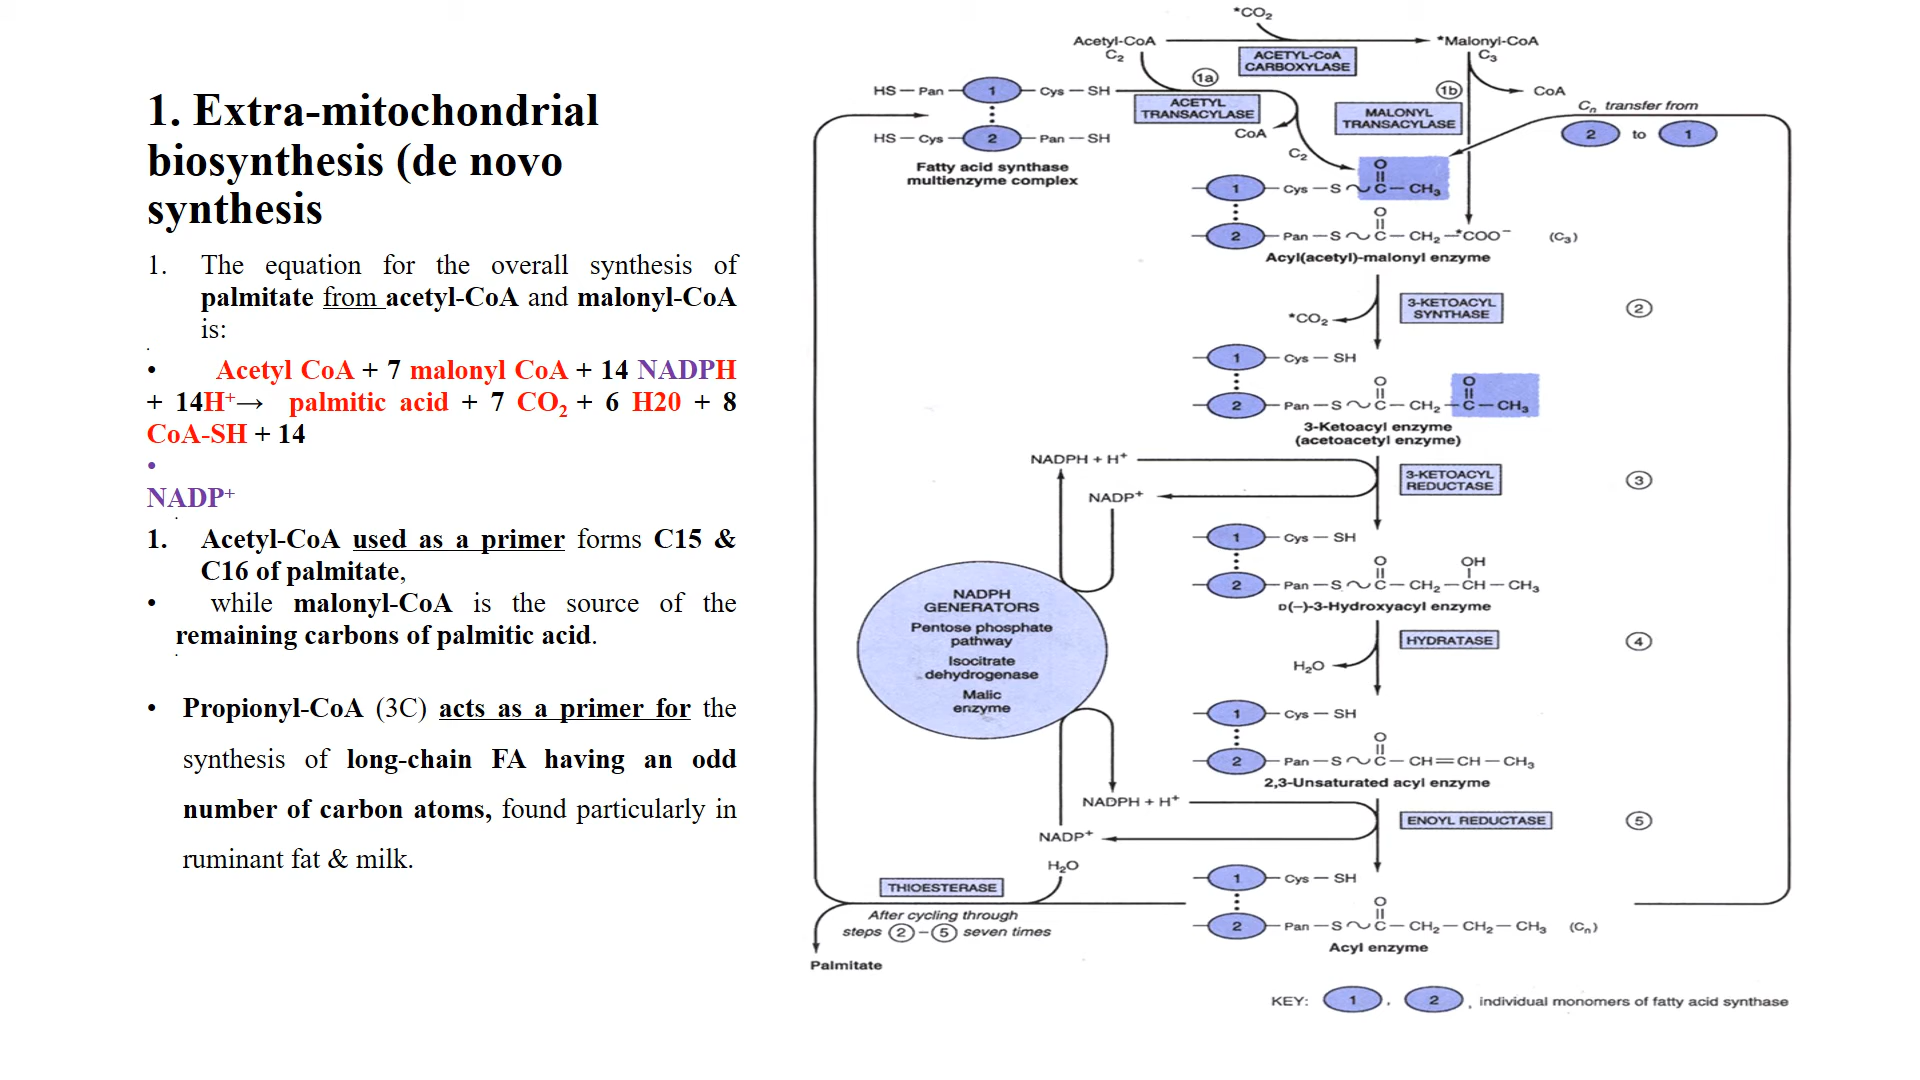 1. Extra-mitochondrial
biosynthesis (de novo
synthesis
1. The equation for the overall synthesis of
palmitate from acetyl-CoA and malonyl-CoA
is:
• Acetyl CoA + 7 malonyl CoA + 14 NADPH
+ 14H⁺→ palmitic acid + 7 CO₂ + 6 H20 + 8
CoA-SH + 14
•
NADP⁺
1. Acetyl-CoA used as a primer forms C15 &
C16 of palmitate,
• while malonyl-CoA is the source of the
remaining carbons of palmitic acid.
• Propionyl-CoA (3C) acts as a primer for the
synthesis of long-chain FA having an odd
number of carbon atoms, found particularly in
ruminant fat & milk.
*CO₂
Acetyl-CoA
C₂
ACETYL-CoA
CARBOXYLASE
*Malonyl-CoA
C₃
1a
1b
HS — Pan — 1 — Cys — SH
HS — Cys — 2 — Pan — SH
Fatty acid synthase
multienzyme complex
ACETYL
TRANSACYLASE
CoA
C₂
MALONYL
TRANSACYLASE
CoA
Cₙ transfer from
2 to 1
O
1 — Cys — S ~ C — CH₃
O
2 — Pan — S ~ C — CH₂ — *COO⁻ (C₃)
Acyl(acetyl)-malonyl enzyme
*CO₂
3-KETOACYL
SYNTHASE
2
1 — Cys — SH
O O
2 — Pan — S ~ C — CH₂ — C — CH₃
3-Ketoacyl enzyme
(acetoacetyl enzyme)
NADPH + H⁺
NADP⁺
3-KETOACYL
REDUCTASE
3
1 — Cys — SH
O OH
2 — Pan — S ~ C — CH₂ — CH — CH₃
D(−)-3-Hydroxyacyl enzyme
NADPH
GENERATORS
Pentose phosphate
pathway
Isocitrate
dehydrogenase
Malic
enzyme
H₂O
HYDRATASE
4
1 — Cys — SH
O
2 — Pan — S ~ C — CH = CH — CH₃
2,3-Unsaturated acyl enzyme
NADPH + H⁺
NADP⁺
ENOYL REDUCTASE
5
H₂O
THIOESTERASE
After cycling through
steps 2 – 5 seven times
Palmitate
1 — Cys — SH
O
2 — Pan — S ~ C — CH₂ — CH₂ — CH₃ (Cₙ)
Acyl enzyme
KEY: 1 , 2 , individual monomers of fatty acid synthase